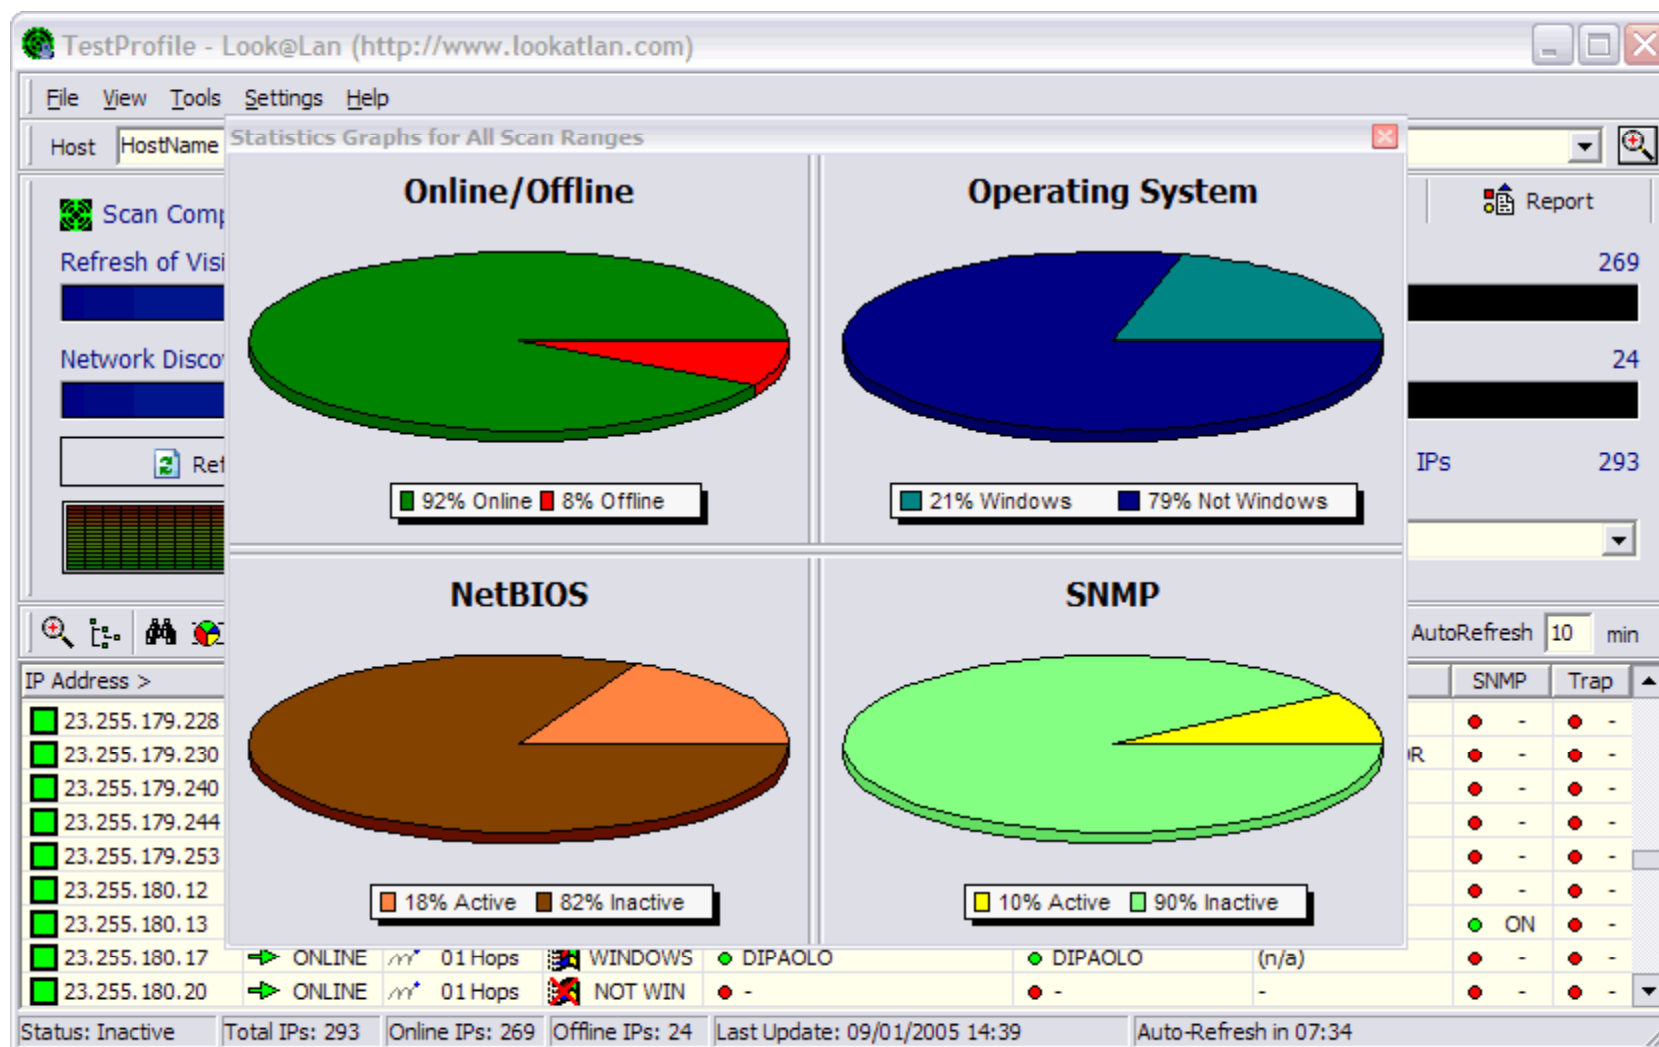 TestProfile - Look@Lan (http://www.lookatlan.com)
File View Tools Settings Help
Host HostName
Statistics Graphs for All Scan Ranges
Online/Offline
92% Online 8% Offline
Operating System
21% Windows 79% Not Windows
NetBIOS
18% Active 82% Inactive
SNMP
10% Active 90% Inactive
Scan Comp
Refresh of Visi
Network Disco
Ref
Report
269
24
IPs 293
AutoRefresh 10 min
IP Address > SNMP Trap
23.255.179.228 - -
23.255.179.230 OR - -
23.255.179.240 - -
23.255.179.244 - -
23.255.179.253 - -
23.255.180.12 - -
23.255.180.13 ON -
23.255.180.17 ONLINE 01 Hops WINDOWS DIPAOLO DIPAOLO (n/a) - -
23.255.180.20 ONLINE 01 Hops NOT WIN - - - - -
Status: Inactive Total IPs: 293 Online IPs: 269 Offline IPs: 24 Last Update: 09/01/2005 14:39 Auto-Refresh in 07:34